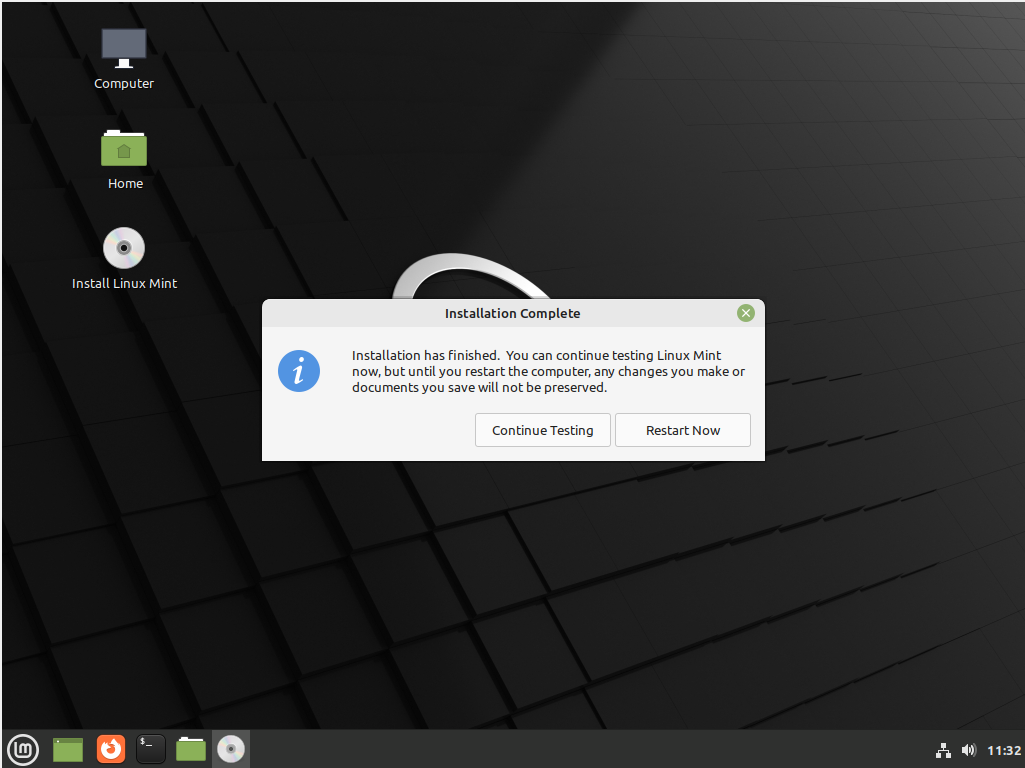 Computer
Home
Install Linux Mint
Installation Complete
Installation has finished.  You can continue testing Linux Mint
now, but until you restart the computer, any changes you make or
documents you save will not be preserved.
Continue Testing
Restart Now
$_
11:32